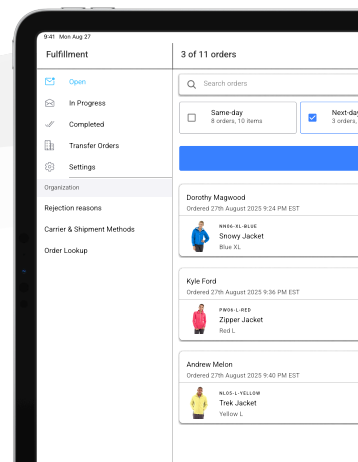 9:41 Mon Aug 27
Fulfillment
3 of 11 orders
Open
In Progress
Completed
Transfer Orders
Settings
Organization
Rejection reasons
Carrier & Shipment Methods
Order Lookup
Search orders
Same-day
8 orders, 10 items
Next-day
3 orders,
Dorothy Magwood
Ordered 27th August 2025 9:24 PM EST
NN06-XL-BLUE
Snowy Jacket
Blue XL
Kyle Ford
Ordered 27th August 2025 9:36 PM EST
PW06-L-RED
Zipper Jacket
Red L
Andrew Melon
Ordered 27th August 2025 9:40 PM EST
NL05-L-YELLOW
Trek Jacket
Yellow L